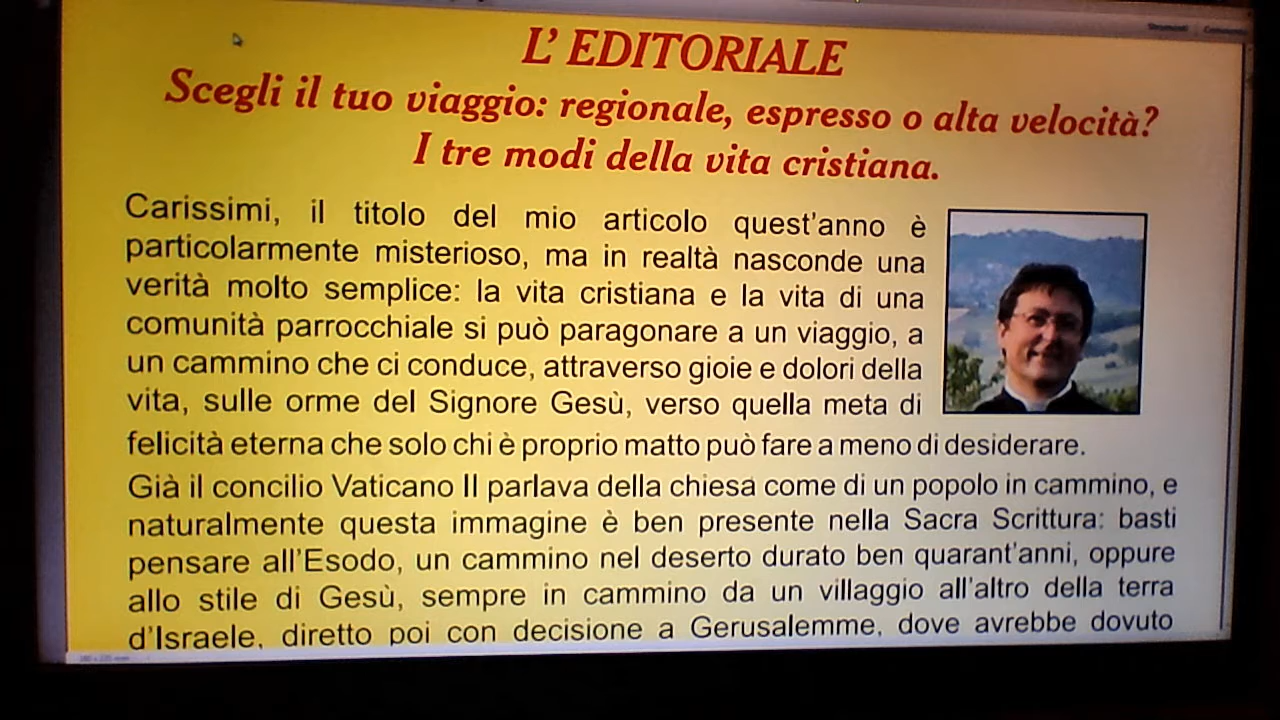 L' EDITORIALE
Scegli il tuo viaggio: regionale, espresso o alta velocità?
I tre modi della vita cristiana.
Carissimi, il titolo del mio articolo quest'anno è
particolarmente misterioso, ma in realtà nasconde una
verità molto semplice: la vita cristiana e la vita di una
comunità parrocchiale si può paragonare a un viaggio, a
un cammino che ci conduce, attraverso gioie e dolori della
vita, sulle orme del Signore Gesù, verso quella meta di
felicità eterna che solo chi è proprio matto può fare a meno di desiderare.
Già il concilio Vaticano II parlava della chiesa come di un popolo in cammino, e
naturalmente questa immagine è ben presente nella Sacra Scrittura: basti
pensare all'Esodo, un cammino nel deserto durato ben quarant'anni, oppure
allo stile di Gesù, sempre in cammino da un villaggio all'altro della terra
d'Israele, diretto poi con decisione a Gerusalemme, dove avrebbe dovuto